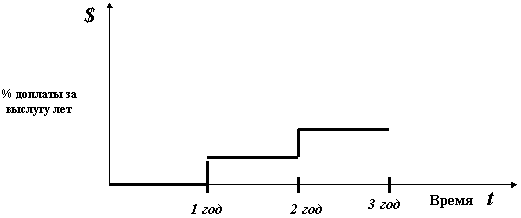 $
% доплаты за
выслугу лет
1 год
2 год
3 год
Время t